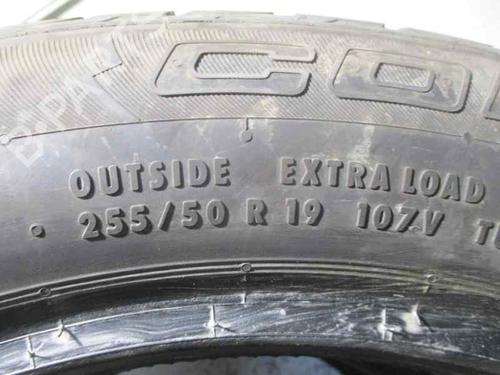 CO
OUTSIDE EXTRA LOAD
255/50 R 19 107V